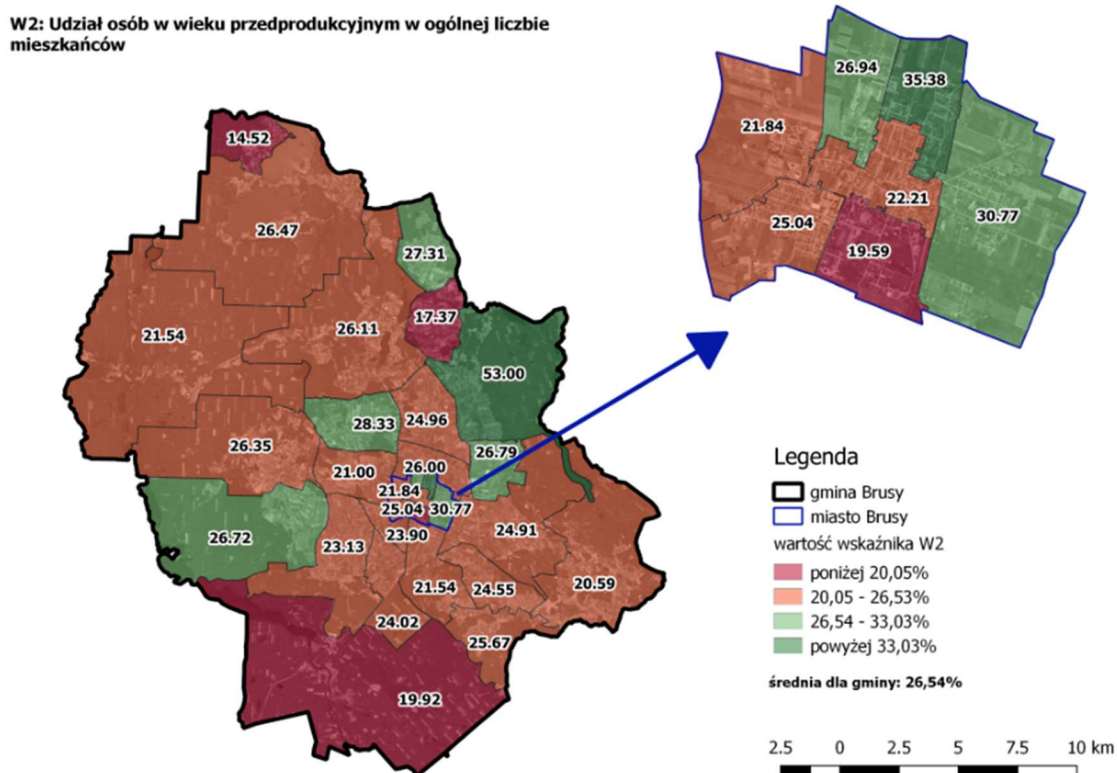 W2: Udział osób w wieku przedprodukcyjnym w ogólnej liczbie
mieszkańców
14.52
26.47
27.31
17.37
21.54
26.11
53.00
28.33
24.96
26.35
26.79
21.00
26.00
21.84
25.04 30.77
26.72
23.13
23.90
24.91
21.54
24.55
20.59
24.02
25.67
19.92
26.94
35.38
21.84
22.21
30.77
25.04
19.59
Legenda
gmina Brusy
miasto Brusy
wartość wskaźnika W2
poniżej 20,05%
20,05 - 26,53%
26,54 - 33,03%
powyżej 33,03%
średnia dla gminy: 26,54%
2.5 0 2.5 5 7.5 10 km